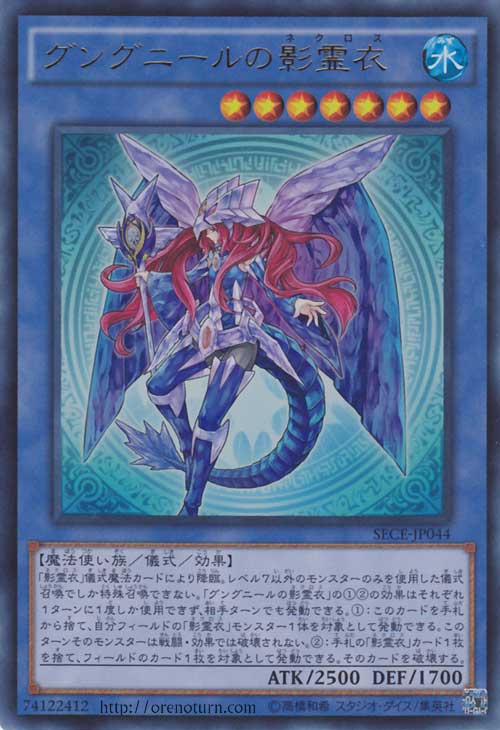 ネクロス
グングニールの影霊衣
水
SECE-JP044
【魔法使い族／儀式／効果】
「影霊衣」儀式魔法カードにより降臨。レベル7以外のモンスターのみを使用した儀式
召喚でしか特殊召喚できない。「グングニールの影霊衣」の①②の効果はそれぞれ
1ターンに1度しか使用できず、相手ターンでも発動できる。①：このカードを手札
から捨て、自分フィールドの「影霊衣」モンスター1体を対象として発動できる。この
ターンそのモンスターは戦闘・効果では破壊されない。②：手札の「影霊衣」カード1枚
を捨て、フィールドのカード1枚を対象として発動できる。そのカードを破壊する。
ATK/2500 DEF/1700
74122412 http://orenoturn.com/ ©高橋和希 スタジオ・ダイス/集英社